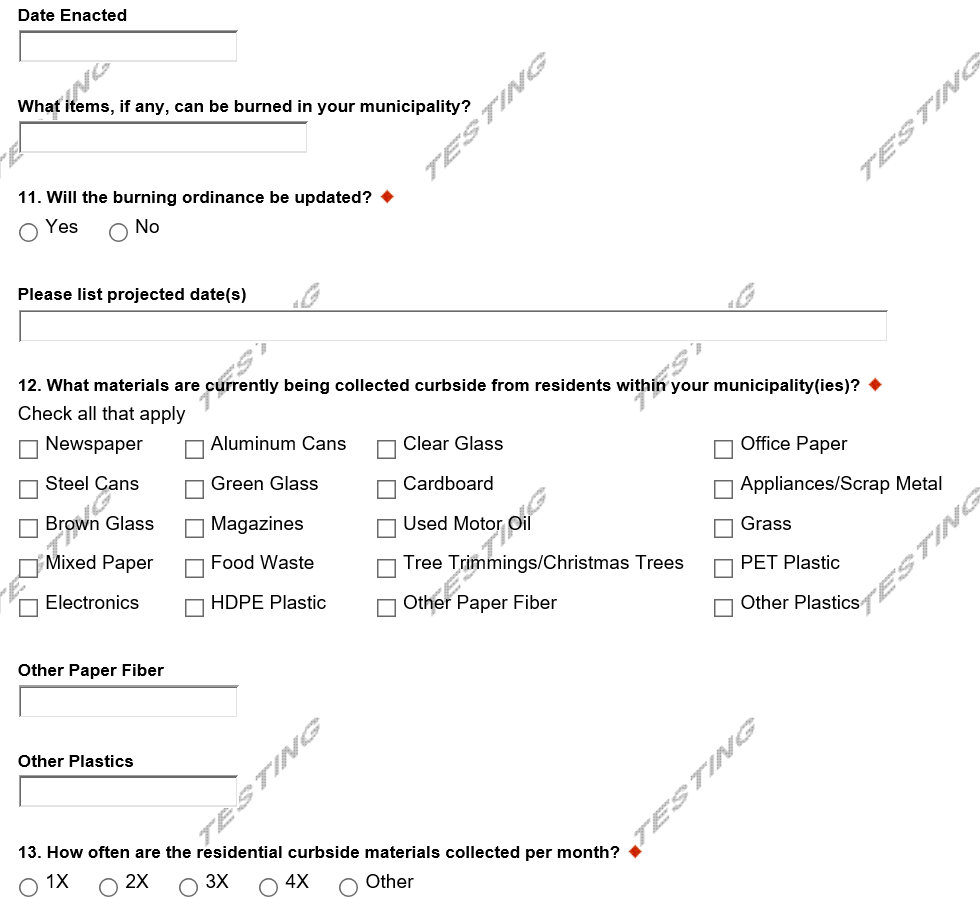 Date Enacted
What items, if any, can be burned in your municipality?
TESTING TESTING TESTING
11. Will the burning ordinance be updated?
Yes No
Please list projected date(s)
TESTING TESTING
12. What materials are currently being collected curbside from residents within your municipality(ies)?
Check all that apply
Newspaper Aluminum Cans Clear Glass Office Paper
Steel Cans Green Glass Cardboard Appliances/Scrap Metal
Brown Glass Magazines Used Motor Oil Grass
Mixed Paper Food Waste Tree Trimmings/Christmas Trees PET Plastic
Electronics HDPE Plastic Other Paper Fiber Other Plastics
TESTING TESTING TESTING
Other Paper Fiber
Other Plastics
TESTING TESTING
13. How often are the residential curbside materials collected per month?
1X 2X 3X 4X Other